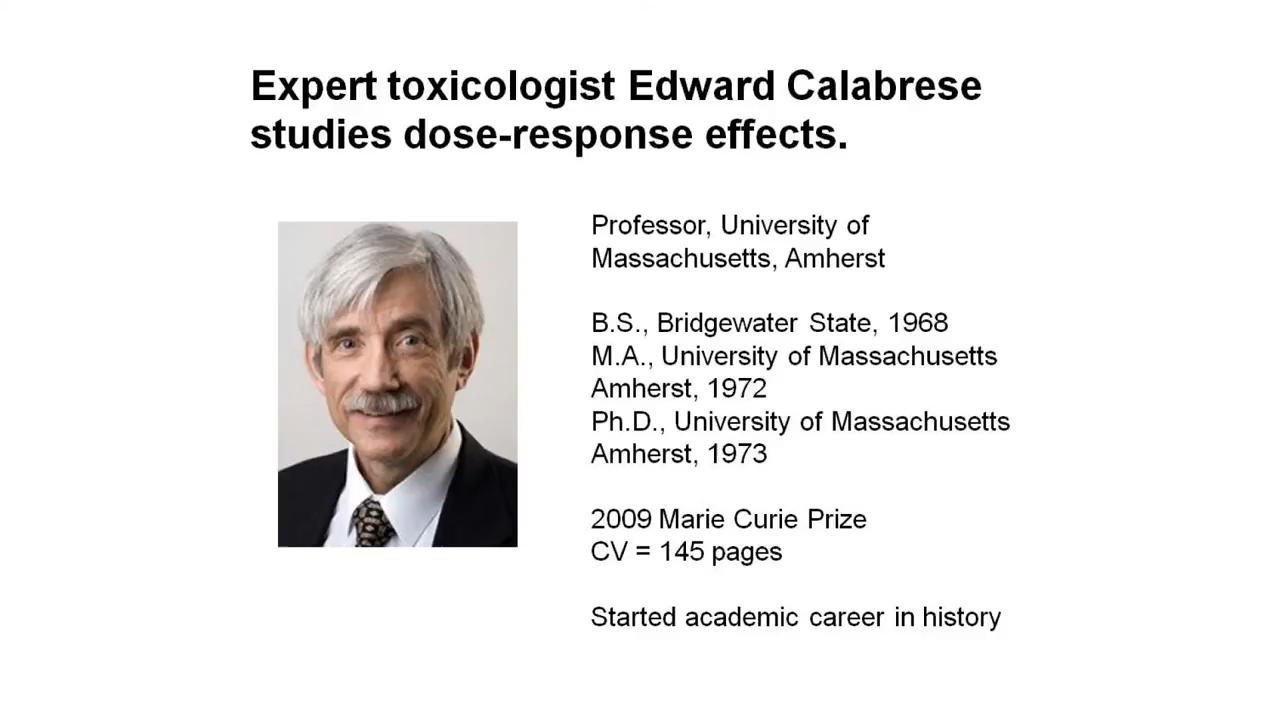 Expert toxicologist Edward Calabrese
studies dose-response effects.
Professor, University of
Massachusetts, Amherst
B.S., Bridgewater State, 1968
M.A., University of Massachusetts
Amherst, 1972
Ph.D., University of Massachusetts
Amherst, 1973
2009 Marie Curie Prize
CV = 145 pages
Started academic career in history